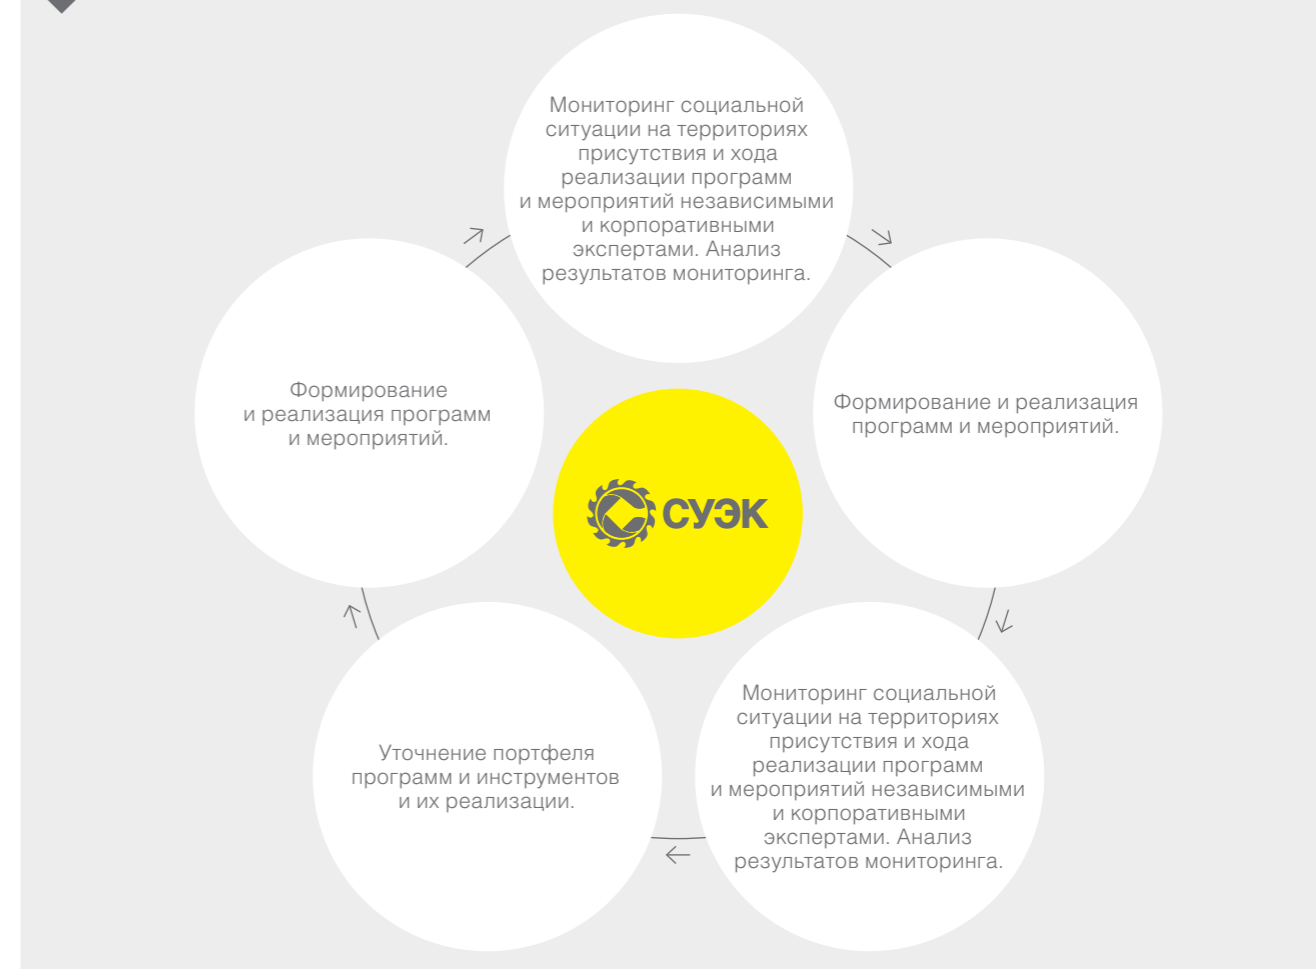 Мониторинг социальной
ситуации на территориях
присутствия и хода
реализации программ
и мероприятий независимыми
и корпоративными
экспертами. Анализ
результатов мониторинга.
Формирование и реализация
программ и мероприятий.
Мониторинг социальной
ситуации на территориях
присутствия и хода
реализации программ
и мероприятий независимыми
и корпоративными
экспертами. Анализ
результатов мониторинга.
Уточнение портфеля
программ и инструментов
и их реализации.
Формирование
и реализация программ
и мероприятий.
СУЭК